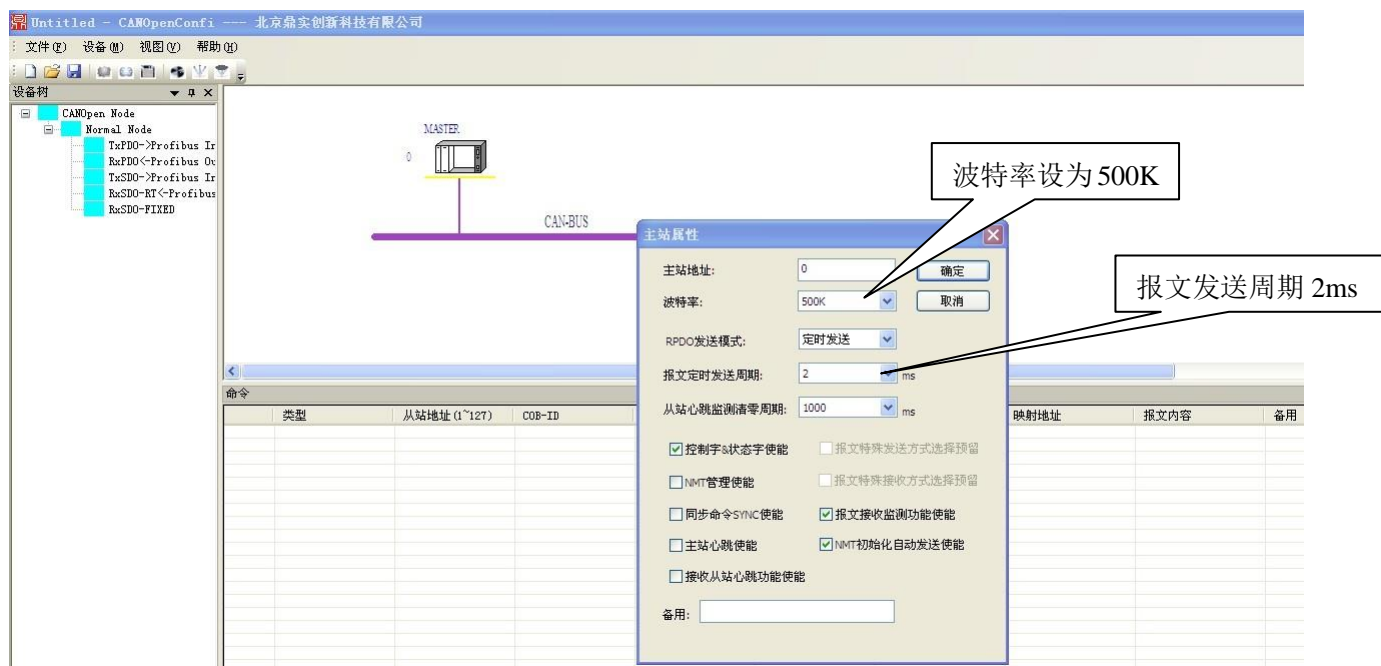 Untitled - CANOpenConfi --- 北京鼎实创新科技有限公司
文件(F) 设备(M) 视图(V) 帮助(H)
设备树
CANOpen Node
Normal Node
TxPDO->Profibus Ir
RxPDO<-Profibus Ou
TxSDO->Profibus Ir
RxSDO-RT<-Profibus
RxSDO-FIXED
MASTER
0
CAN-BUS
波特率设为500K
报文发送周期 2ms
主站属性
主站地址: 0 确定
波特率: 500K 取消
RPDO发送模式: 定时发送
报文定时发送周期: 2 ms
从站心跳监测清零周期: 1000 ms
控制字&状态字使能 报文特殊发送方式选择预留
NMT管理使能 报文特殊接收方式选择预留
同步命令SYNC使能 报文接收监测功能使能
主站心跳使能 NMT初始化自动发送使能
接收从站心跳功能使能
备用:
命令
类型 从站地址(1~127) COB-ID 映射地址 报文内容 备用